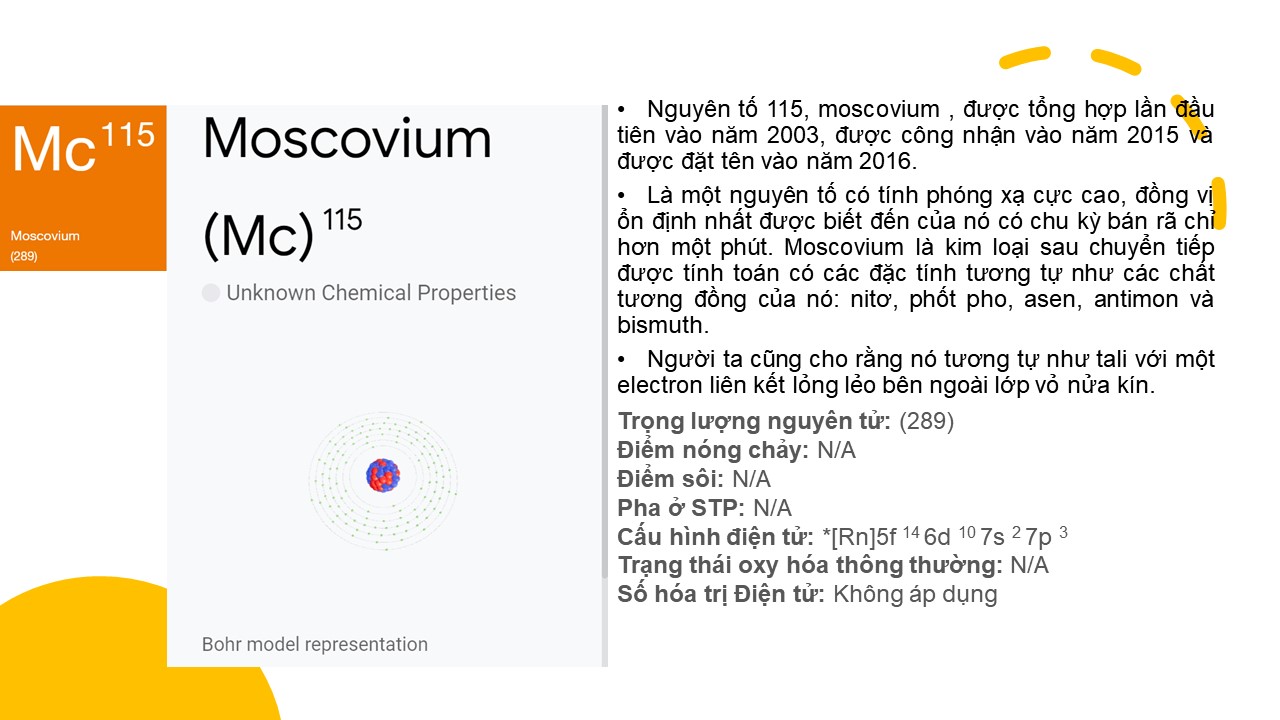 Mc 115
Moscovium
(289)
Moscovium
(Mc) 115
Unknown Chemical Properties
Bohr model representation
• Nguyên tố 115, moscovium , được tổng hợp lần đầu
tiên vào năm 2003, được công nhận vào năm 2015 và
được đặt tên vào năm 2016.
• Là một nguyên tố có tính phóng xạ cực cao, đồng vị
ổn định nhất được biết đến của nó có chu kỳ bán rã chỉ
hơn một phút. Moscovium là kim loại sau chuyển tiếp
được tính toán có các đặc tính tương tự như các chất
tương đồng của nó: nitơ, phốt pho, asen, antimon và
bismuth.
• Người ta cũng cho rằng nó tương tự như tali với một
electron liên kết lỏng lẻo bên ngoài lớp vỏ nửa kín.
Trọng lượng nguyên tử: (289)
Điểm nóng chảy: N/A
Điểm sôi: N/A
Pha ở STP: N/A
Cấu hình điện tử: *[Rn]5f 14 6d 10 7s 2 7p 3
Trạng thái oxy hóa thông thường: N/A
Số hóa trị Điện tử: Không áp dụng